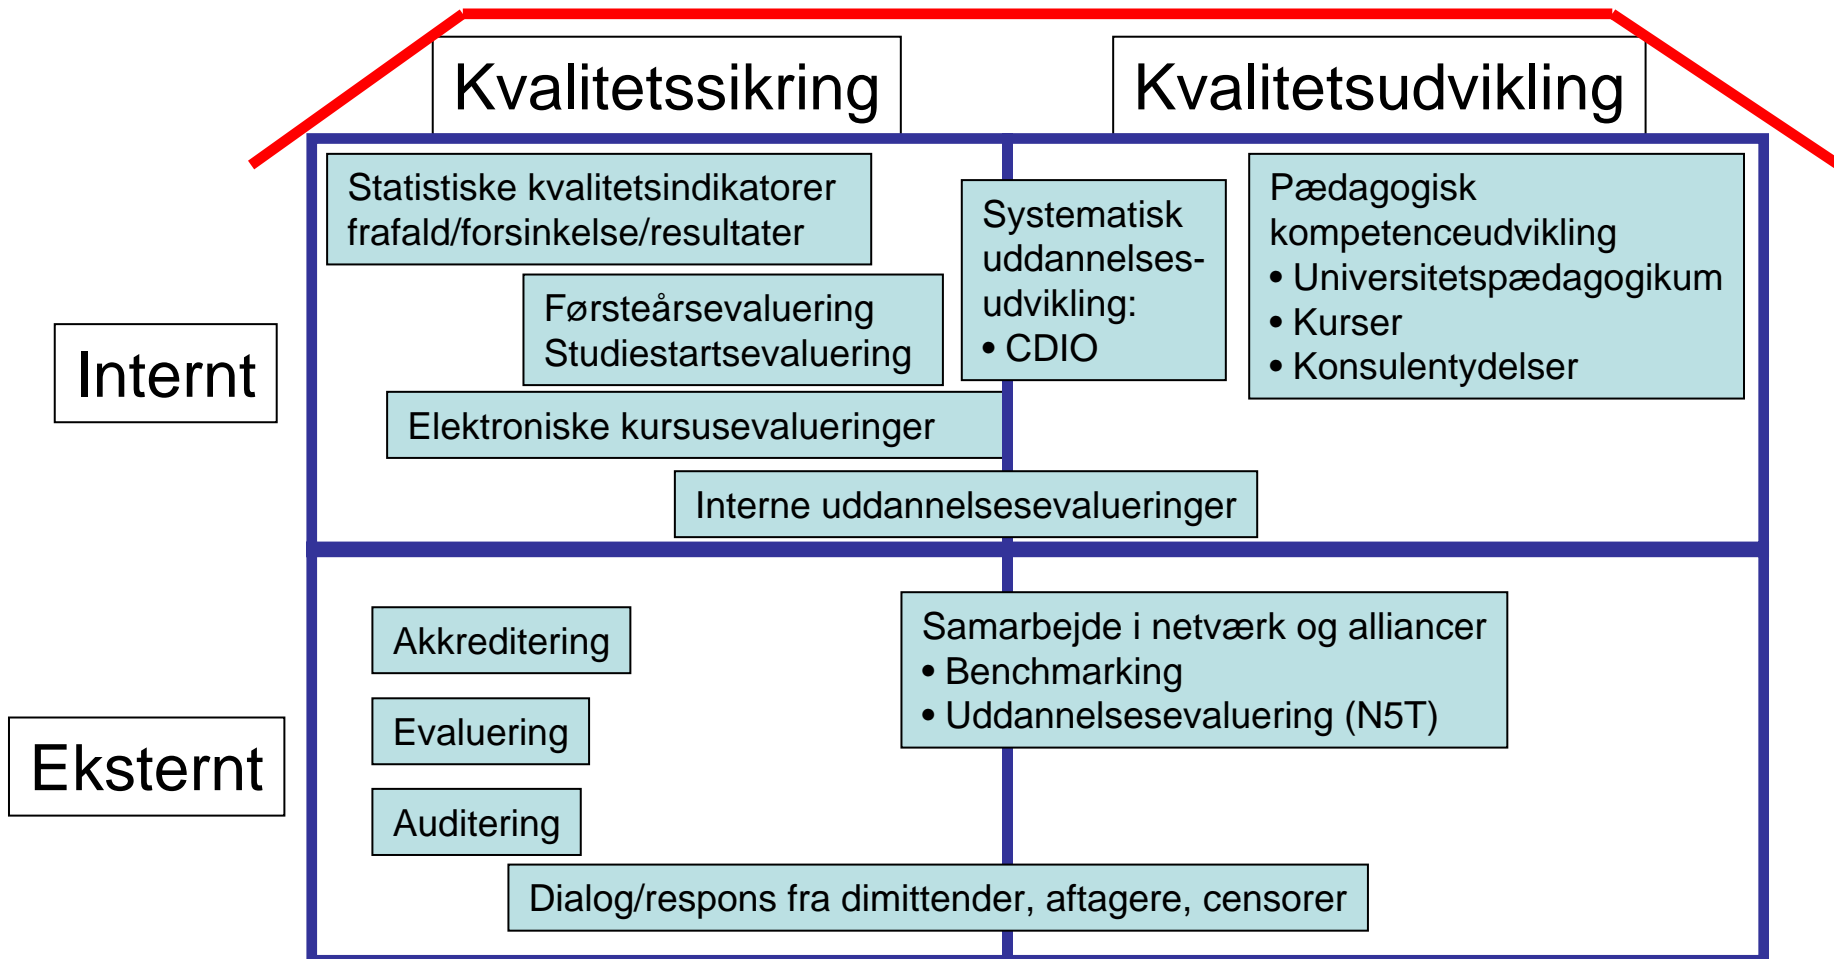 Kvalitetssikring
Kvalitetsudvikling
Internt
Statistiske kvalitetsindikatorer
frafald/forsinkelse/resultater
Førsteårsevaluering
Studiestartsevaluering
Elektroniske kursusevalueringer
Systematisk
uddannelses-
udvikling:
• CDIO
Pædagogisk
kompetenceudvikling
• Universitetspædagogikum
• Kurser
• Konsulentydelser
Interne uddannelsesevalueringer
Eksternt
Akkreditering
Evaluering
Auditering
Samarbejde i netværk og alliancer
• Benchmarking
• Uddannelsesevaluering (N5T)
Dialog/respons fra dimittender, aftagere, censorer